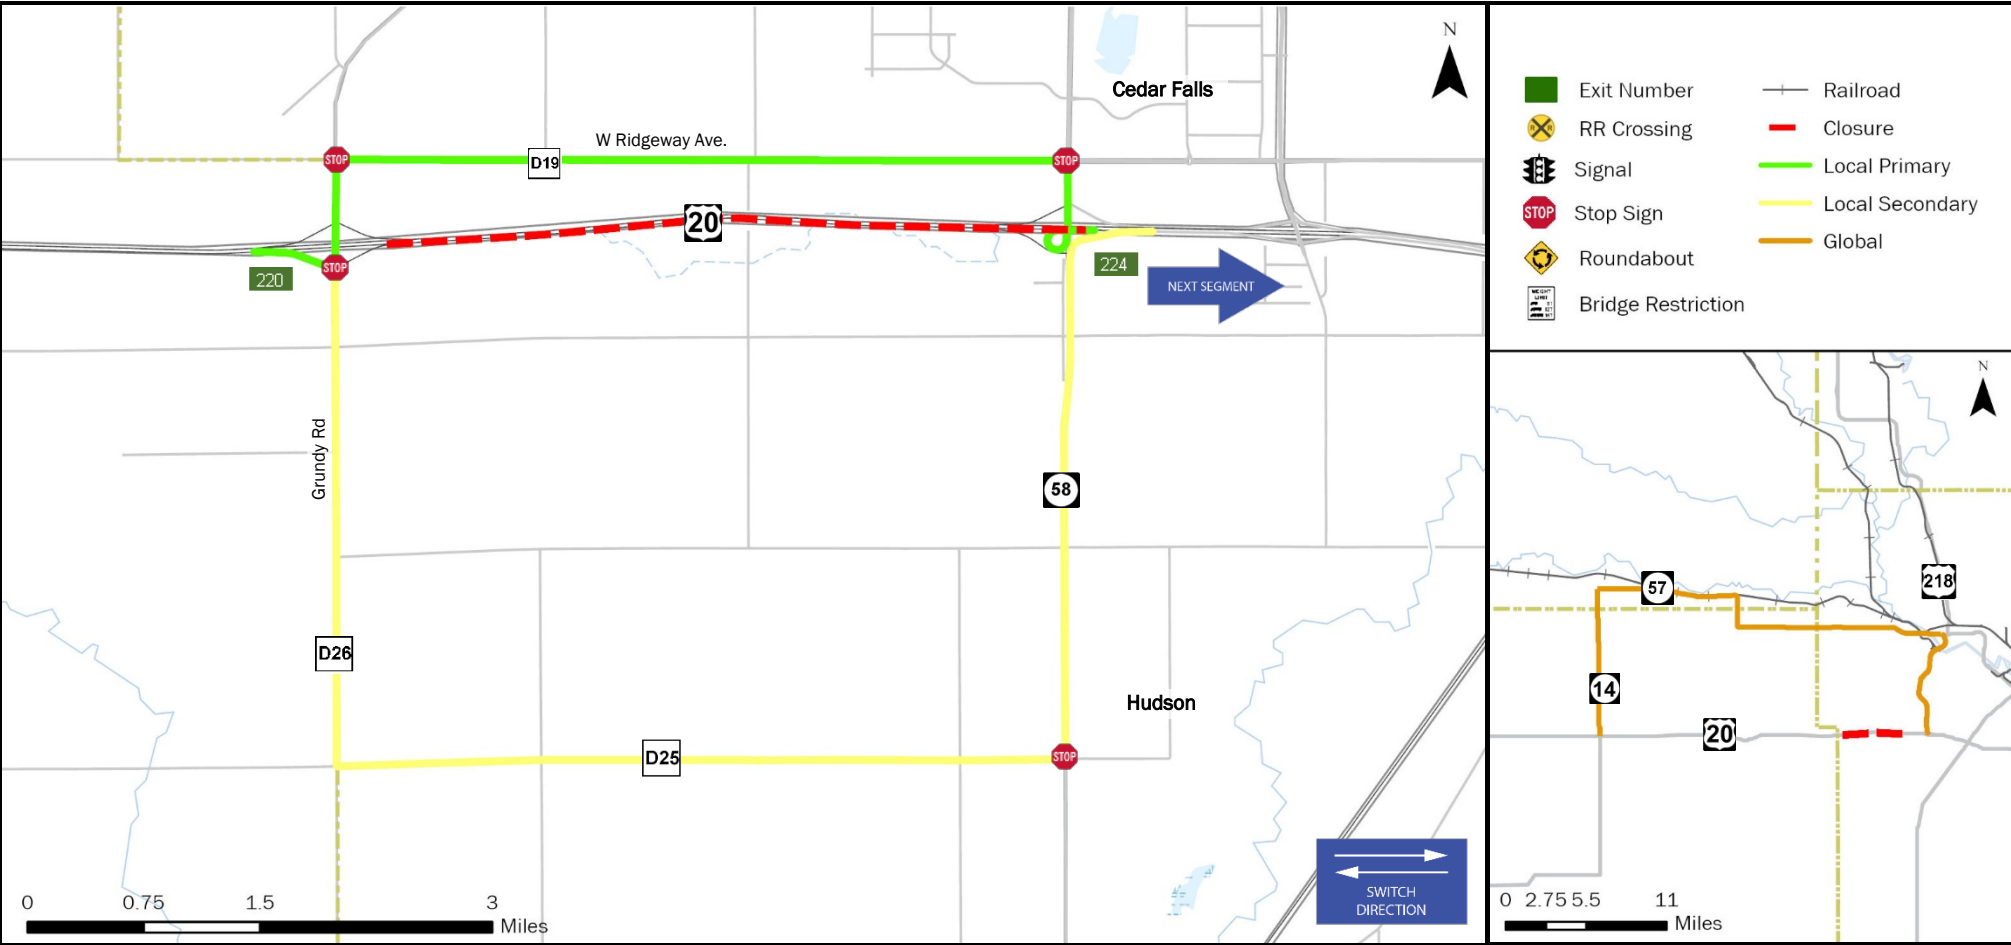 N
Cedar Falls
W Ridgeway Ave.
STOP
STOP
D19
20
STOP
220
224
NEXT SEGMENT
Grundy Rd
58
D26
Hudson
D25
STOP
0 0.75 1.5 3
Miles
SWITCH
DIRECTION
Exit Number
Railroad
RR Crossing
Closure
Signal
Local Primary
STOP
Stop Sign
Local Secondary
Global
Roundabout
WEIGHT
LIMIT
Bridge Restriction
N
57
218
14
20
0 2.75 5.5 11
Miles